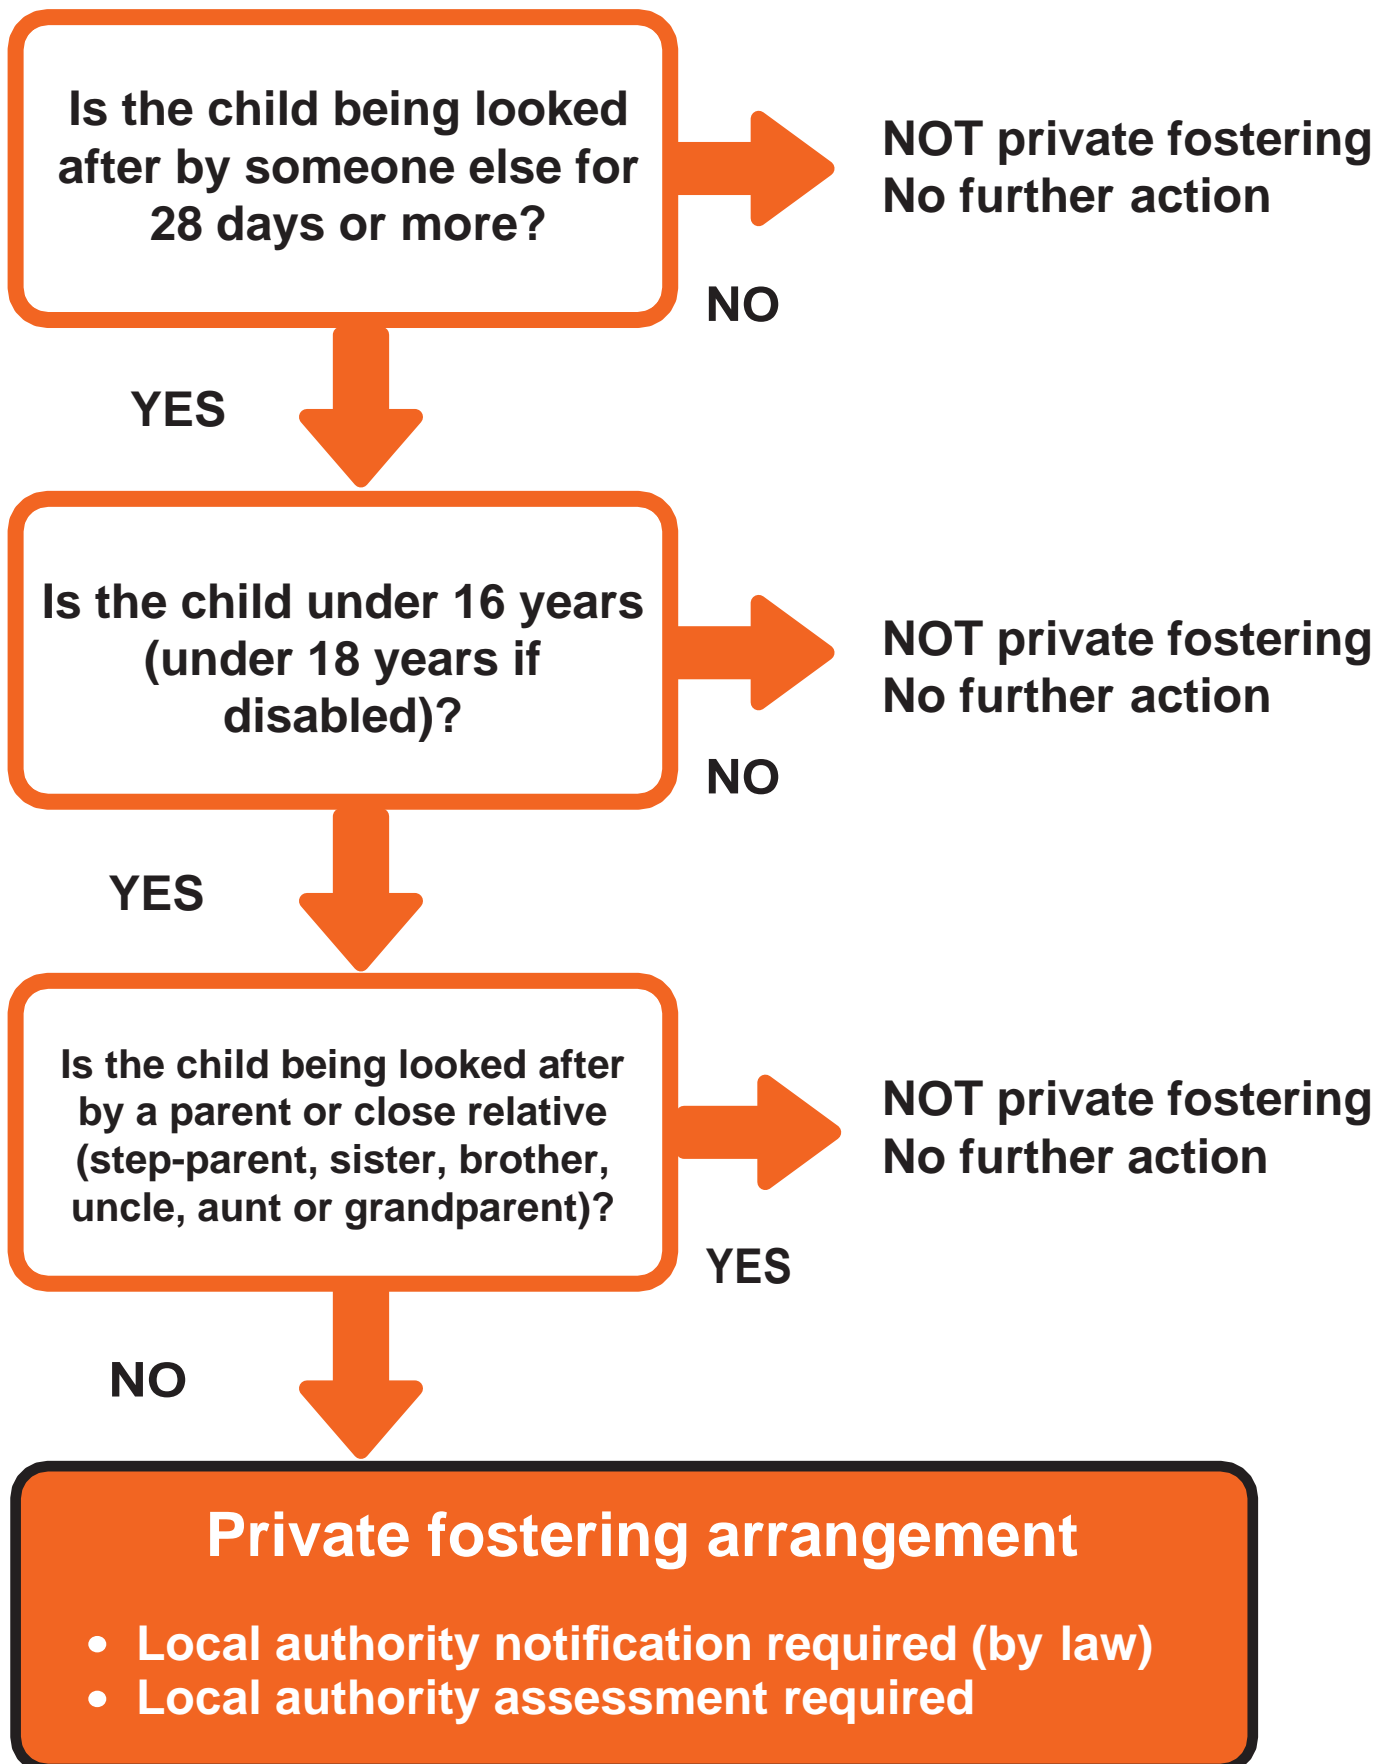 Is the child being looked
after by someone else for
28 days or more?
NOT private fostering
No further action
NO
YES
Is the child under 16 years
(under 18 years if
disabled)?
NOT private fostering
No further action
NO
YES
Is the child being looked after
by a parent or close relative
(step-parent, sister, brother,
uncle, aunt or grandparent)?
NOT private fostering
No further action
YES
NO
Private fostering arrangement
• Local authority notification required (by law)
• Local authority assessment required